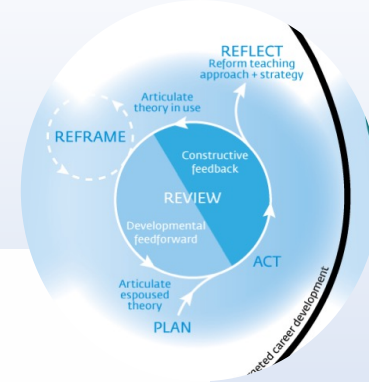 REFLECT
Reform teaching
approach + strategy
Articulate
theory in use
REFRAME
Constructive
feedback
REVIEW
Developmental
feedforward
ACT
Articulate
espoused
theory
PLAN
career development